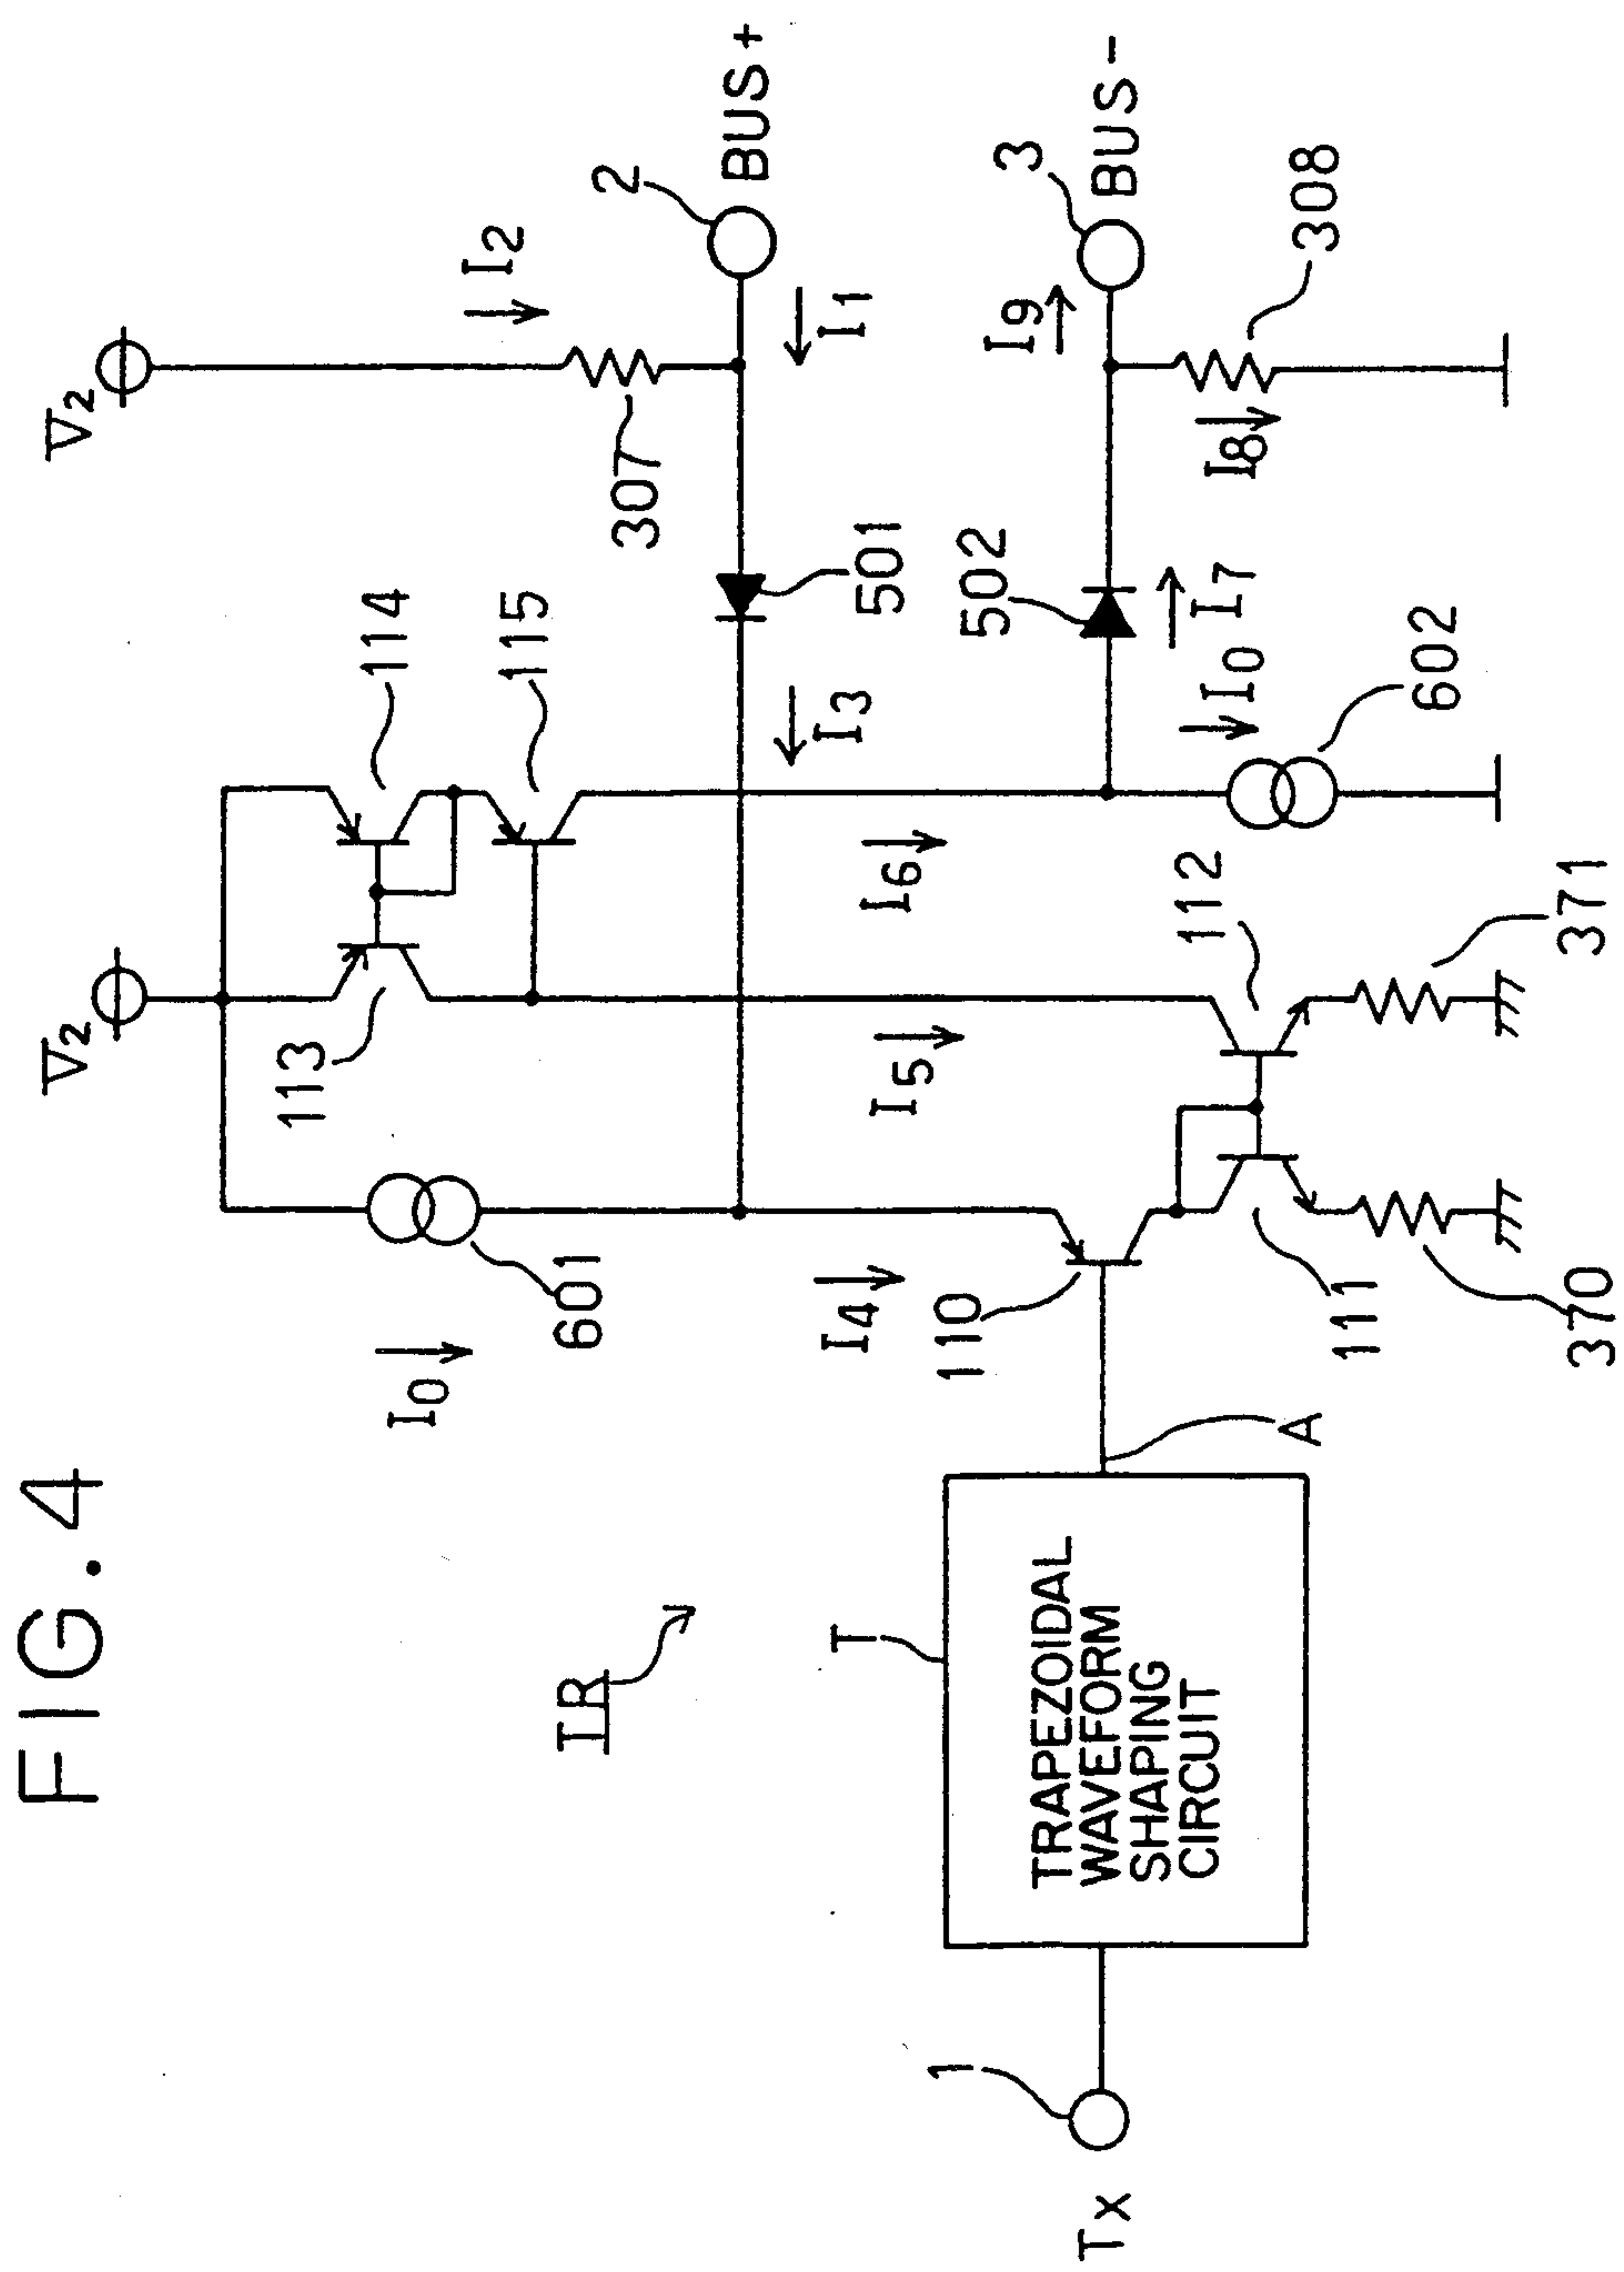 FIG. 4
IR
V2
V2
I2
I0
601
113
114
115
307
2
BUS+
I1
501
I3
I4
I5
I6
3
BUS-
I9
502
I7
I0
602
I8
308
110
111
112
370
371
A
T
TRAPEZOIDAL
WAVEFORM
SHAPING
CIRCUIT
1
Tx